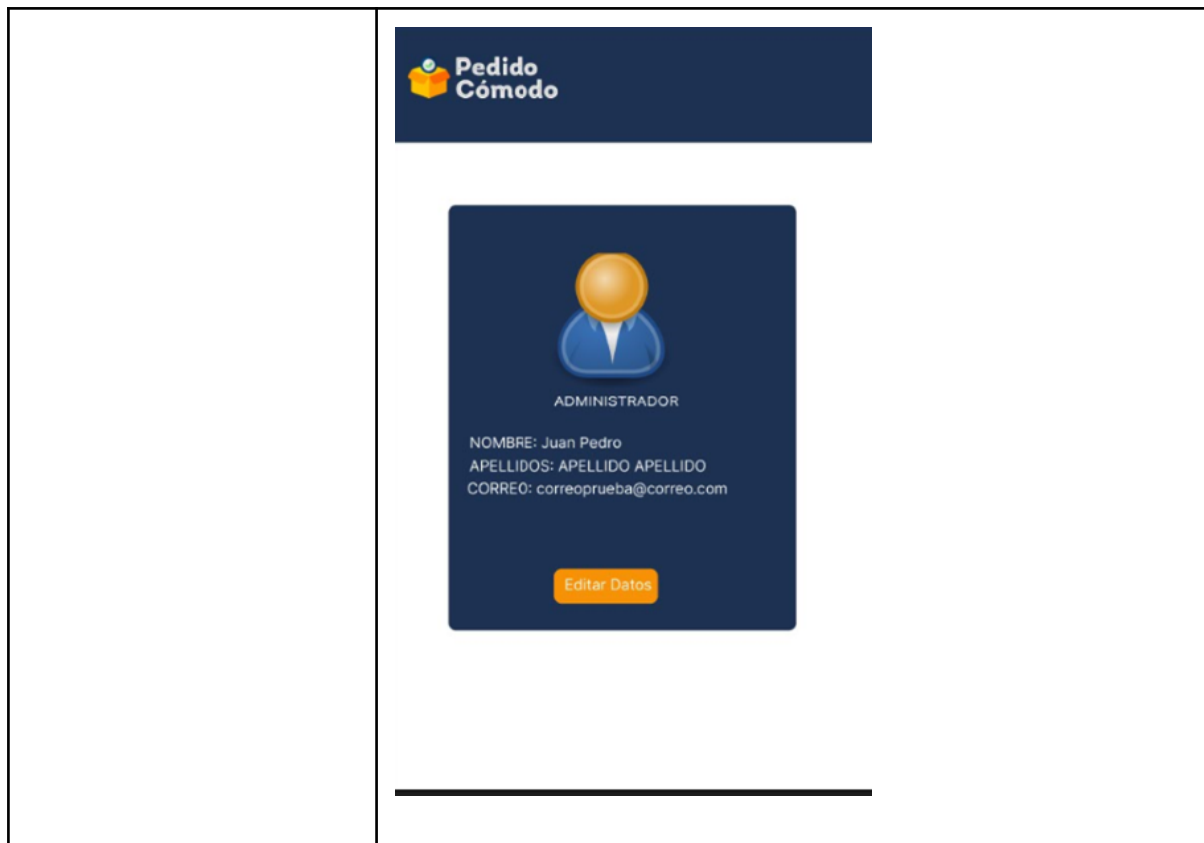 Pedido
Cómodo
ADMINISTRADOR
NOMBRE: Juan Pedro
APELLIDOS: APELLIDO APELLIDO
CORREO: correoprueba@correo.com
Editar Datos